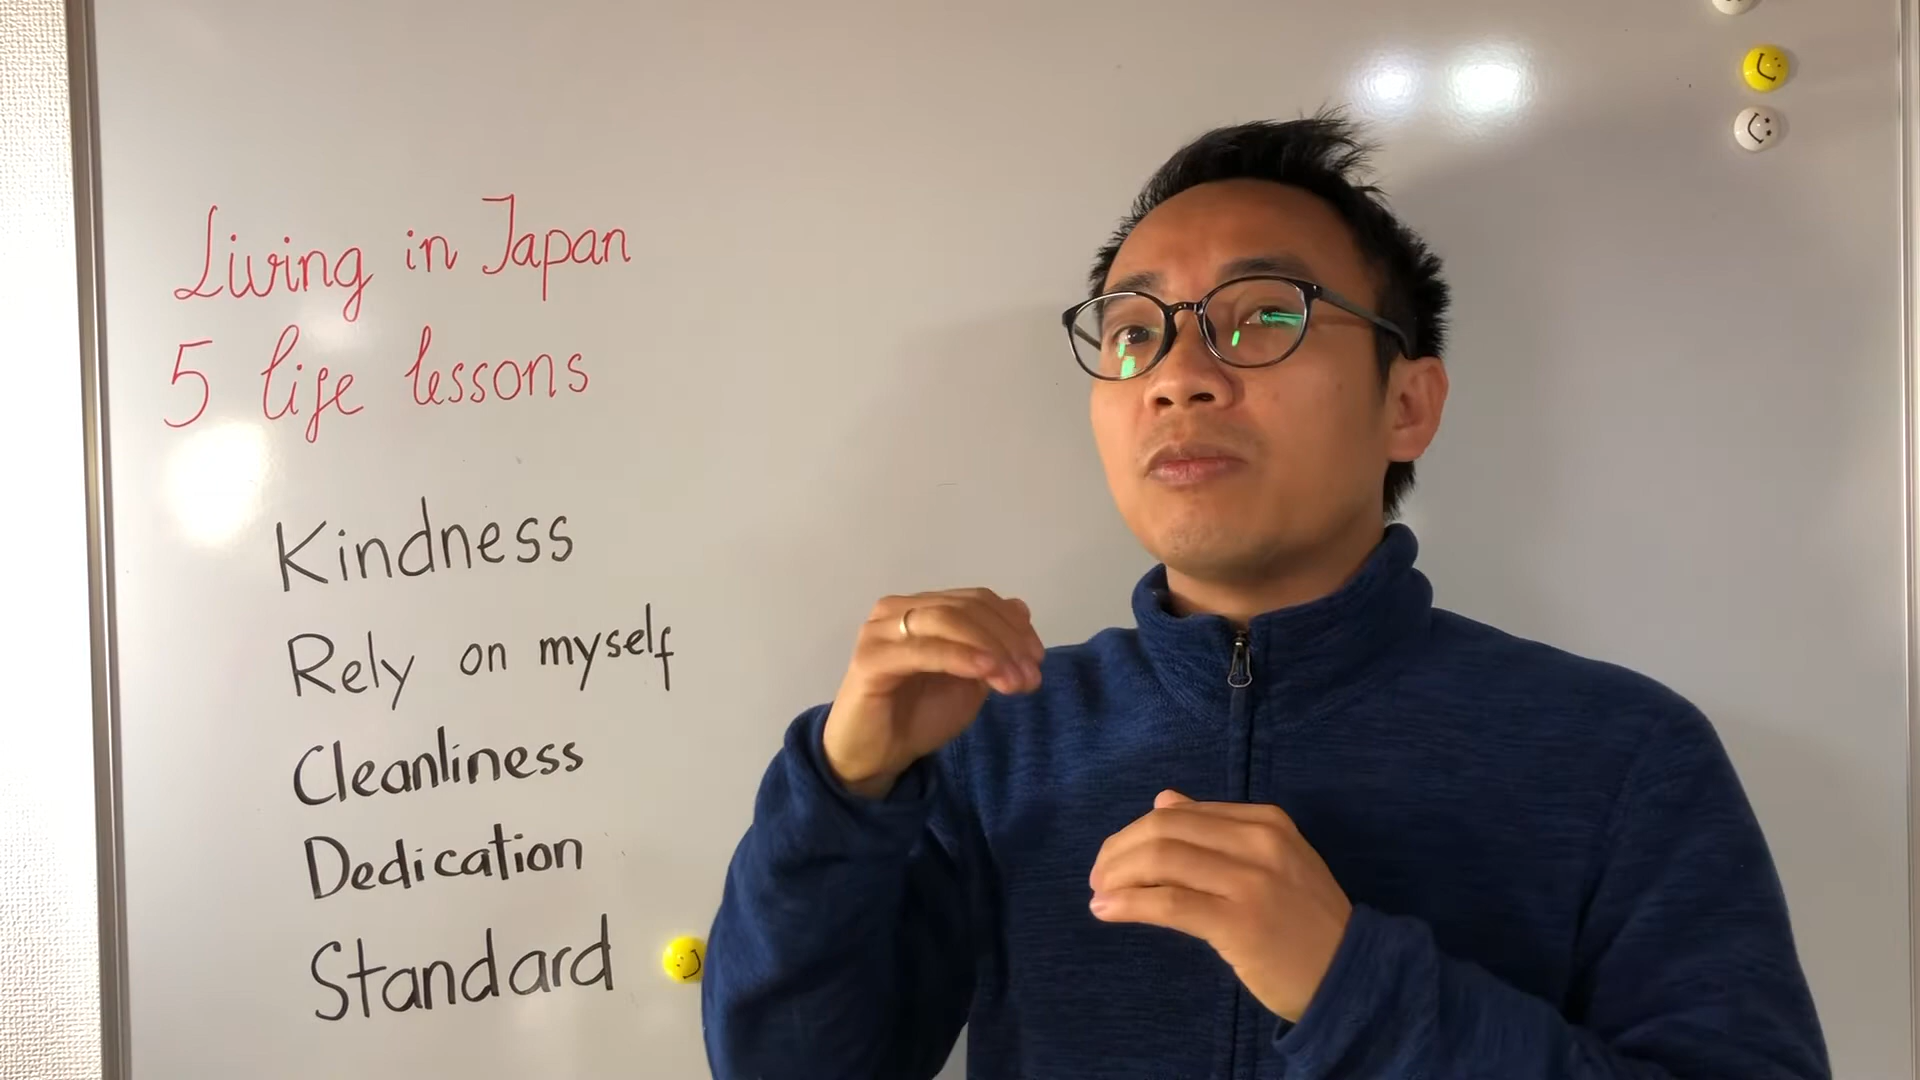 Living in Japan
5 life lessons
Kindness
Rely on myself
Cleanliness
Dedication
Standard